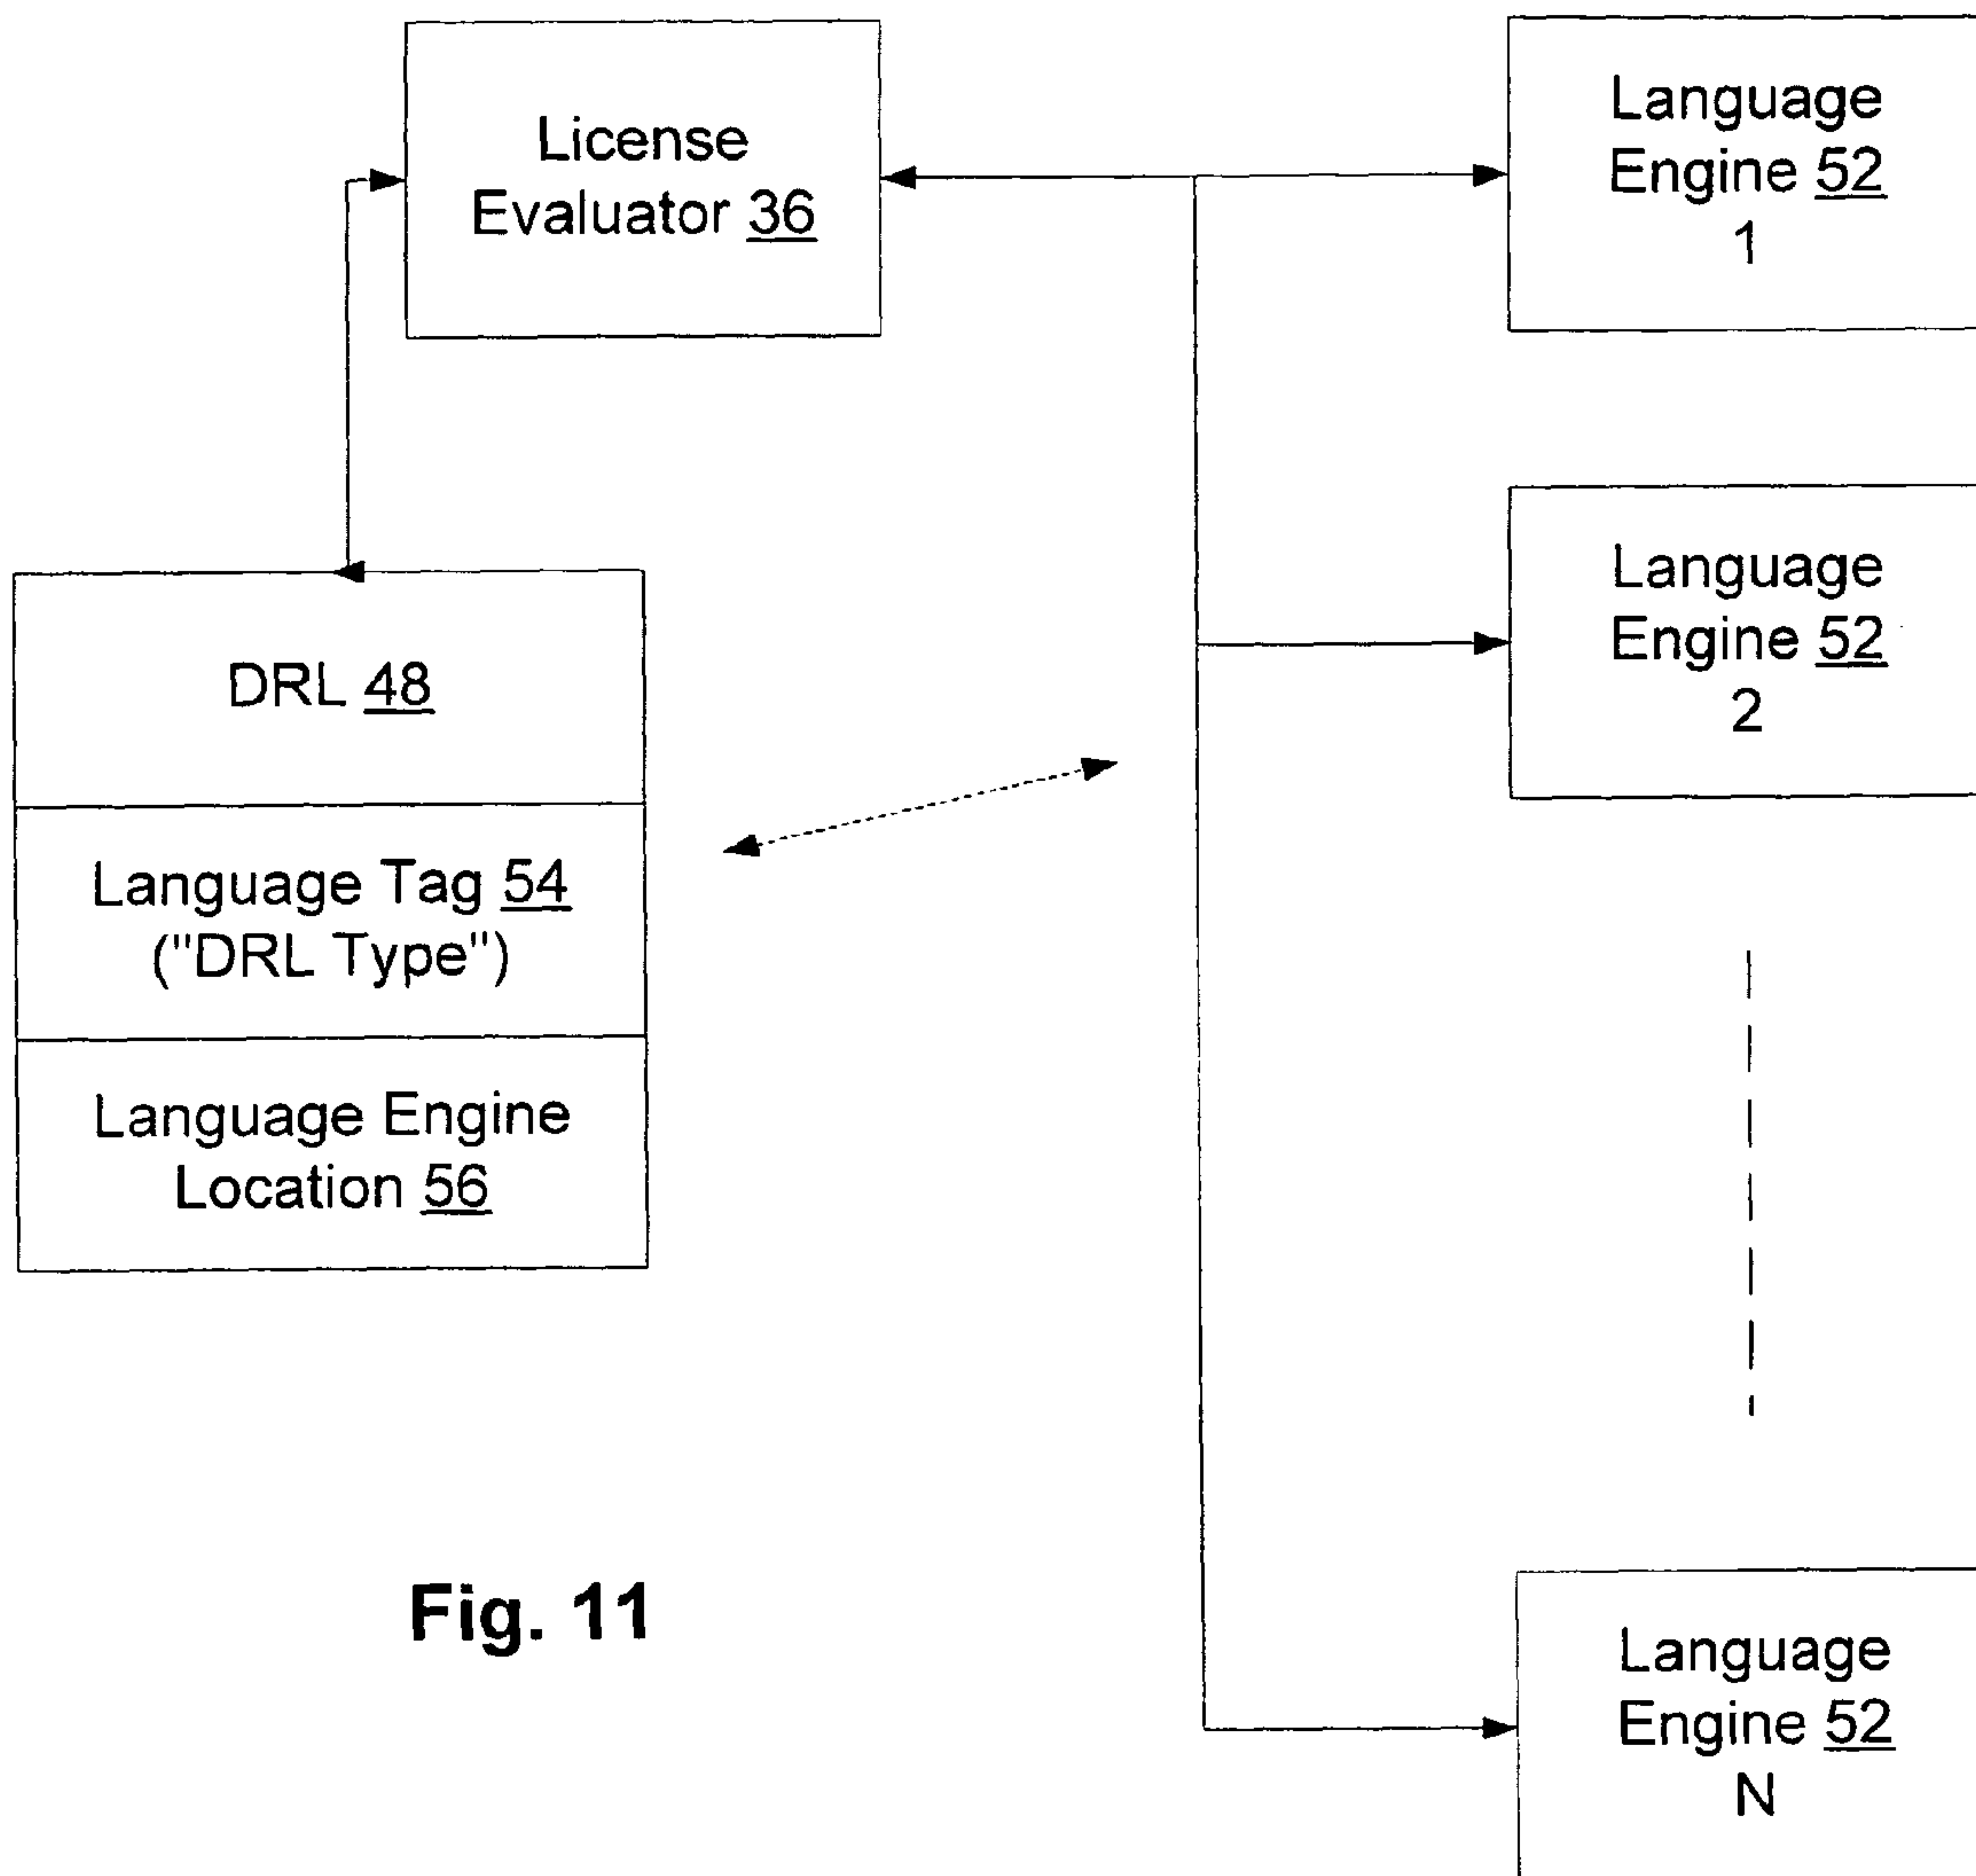 License
Evaluator 36
Language
Engine 52
1
Language
Engine 52
2
DRL 48
Language Tag 54
("DRL Type")
Language Engine
Location 56
Fig. 11
Language
Engine 52
N